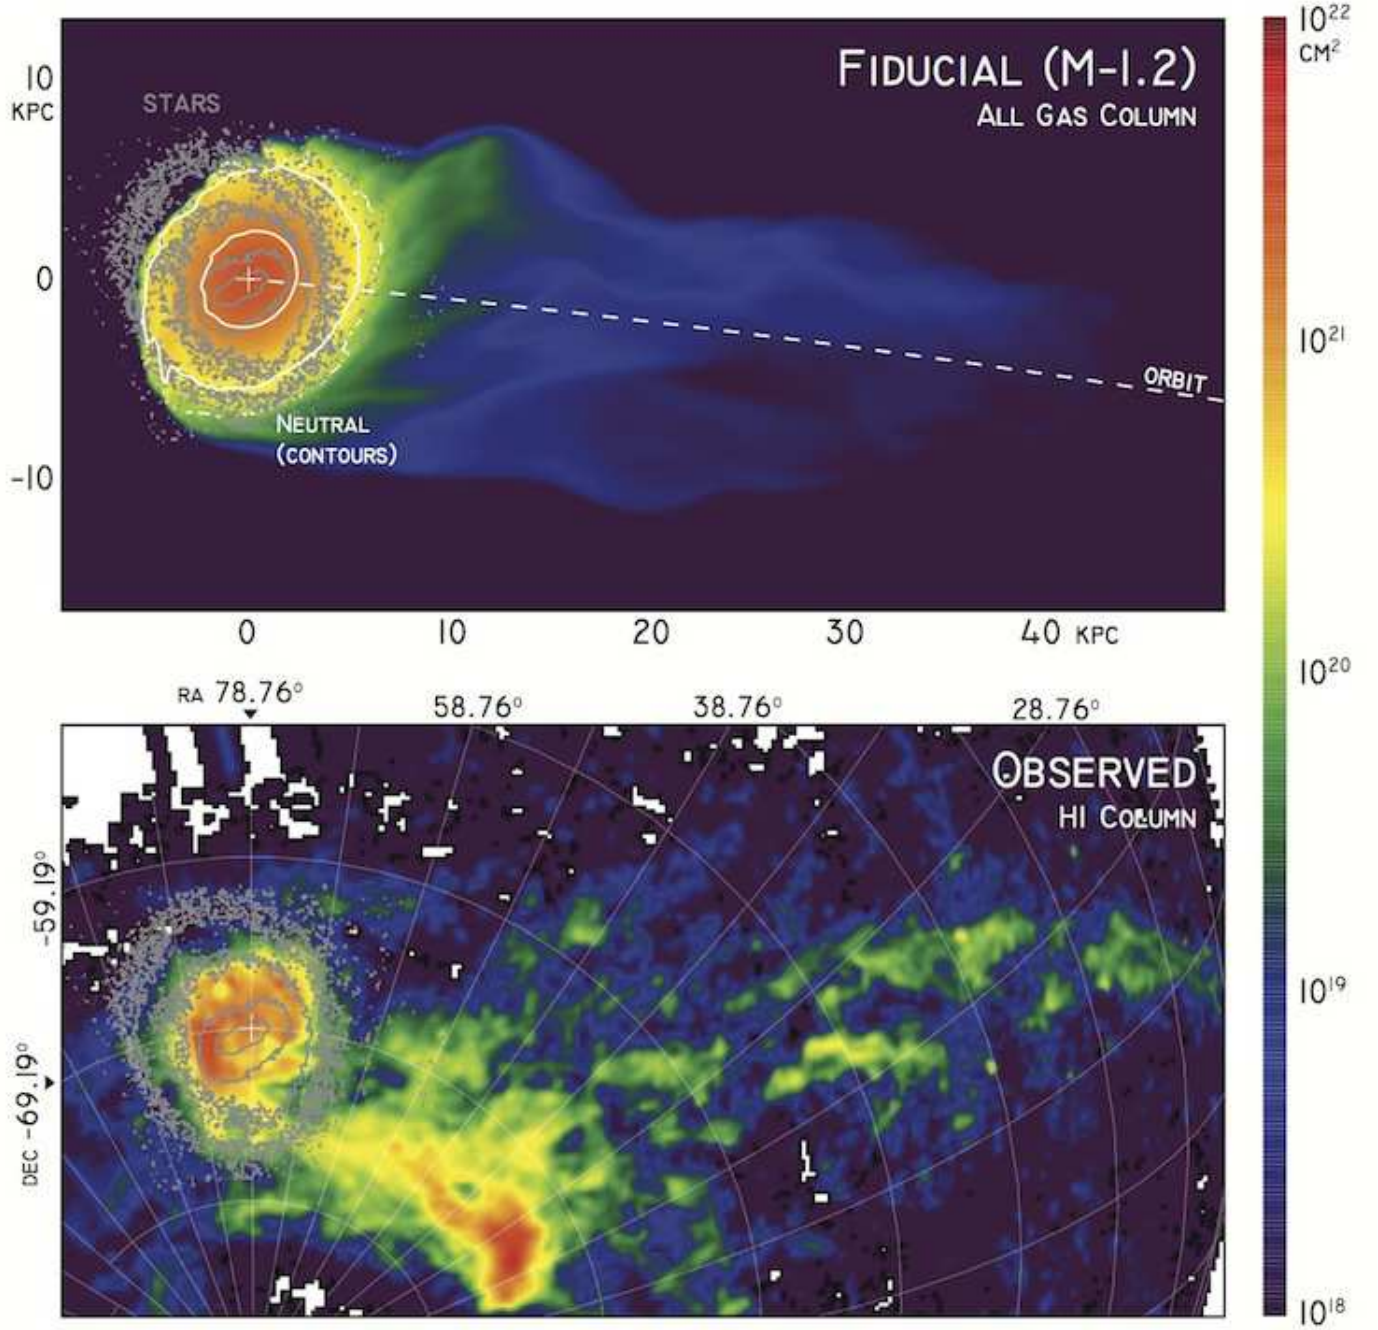 10
KPC
0
-10
STARS
FIDUCIAL (M-1.2)
ALL GAS COLUMN
ORBIT
NEUTRAL
(CONTOURS)
0 10 20 30 40 KPC
10²²
CM²
10²¹
10²⁰
10¹⁹
10¹⁸
RA 78.76° 58.76° 38.76° 28.76°
OBSERVED
HI COLUMN
-59.19°
DEC -69.19°